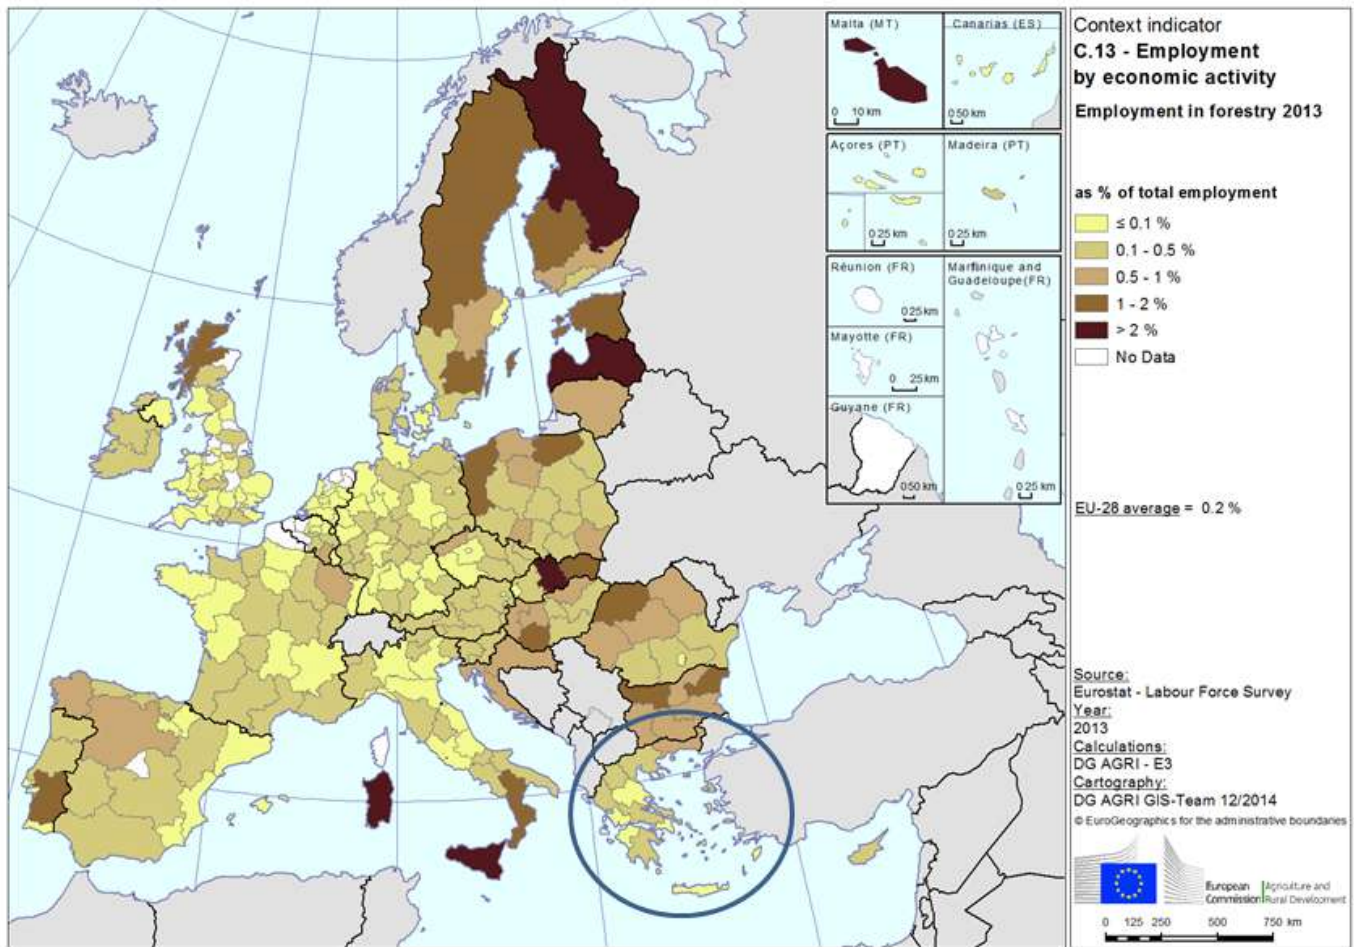 Malta (MT)
0 10 km
Canarias (ES)
0 50 km
Açores (PT)
0 25 km
Madeira (PT)
0 25 km
Réunion (FR)
0 25 km
Martinique and
Guadeloupe (FR)
0 25 km
Mayotte (FR)
0 25 km
Guyane (FR)
0 50 km
Context indicator
C.13 - Employment
by economic activity
Employment in forestry 2013
as % of total employment
≤ 0.1 %
0.1 - 0.5 %
0.5 - 1 %
1 - 2 %
> 2 %
No Data
EU-28 average = 0.2 %
Source:
Eurostat - Labour Force Survey
Year:
2013
Calculations:
DG AGRI - E3
Cartography:
DG AGRI GIS-Team 12/2014
© EuroGeographics for the administrative boundaries
European
Commission
Agriculture and
Rural Development
0 125 250 500 750 km